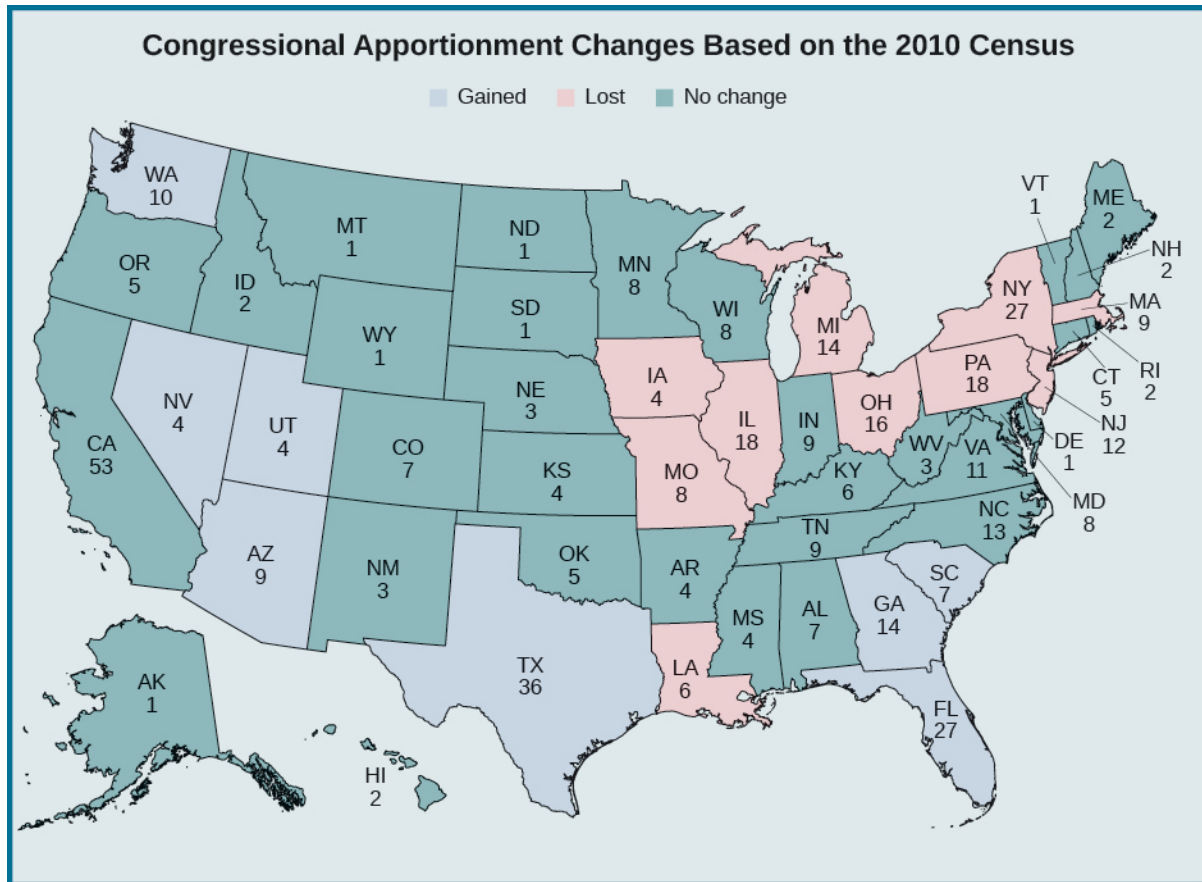 Congressional Apportionment Changes Based on the 2010 Census
Gained Lost No change
WA
10
OR
5
ID
2
MT
1
ND
1
MN
8
SD
1
WY
1
WI
8
MI
14
VT
1
ME
2
NH
2
NY
27
MA
9
RI
2
CT
5
PA
18
NJ
12
DE
1
MD
8
CA
53
NV
4
UT
4
CO
7
NE
3
KS
4
IA
4
MO
8
IL
18
IN
9
OH
16
WV
3
VA
11
KY
6
NC
13
TN
9
AZ
9
NM
3
OK
5
AR
4
SC
7
GA
14
AL
7
MS
4
LA
6
TX
36
FL
27
AK
1
HI
2